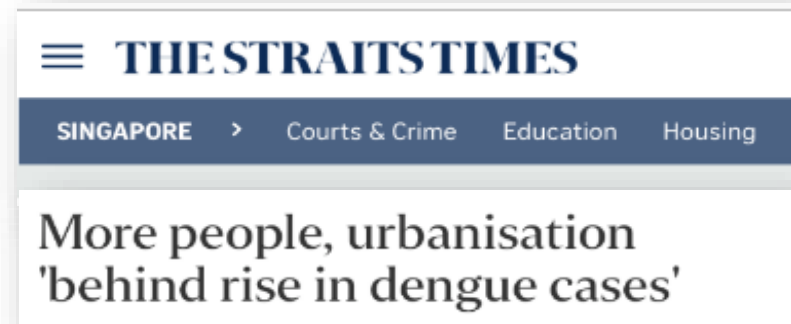 THE STRAITS TIMES
SINGAPORE > Courts & Crime Education Housing
More people, urbanisation
'behind rise in dengue cases'